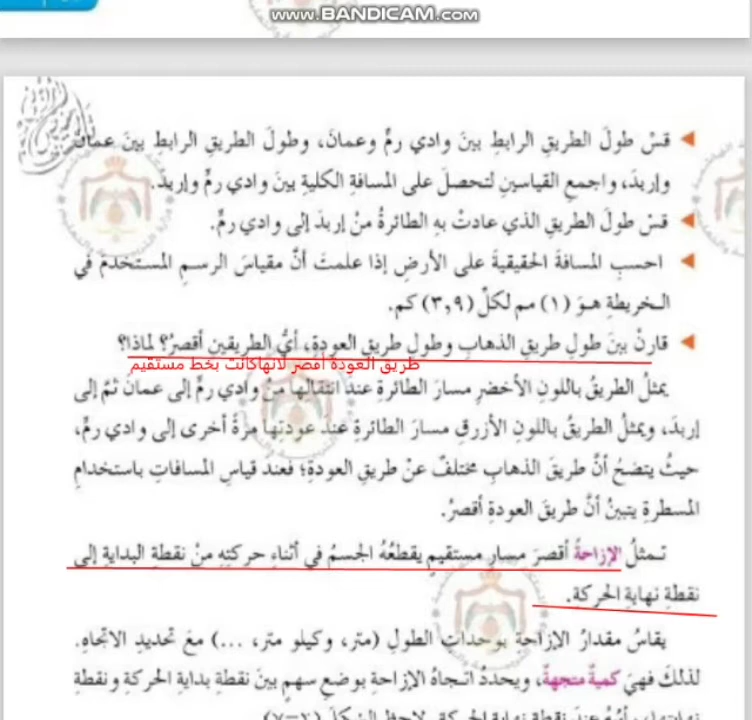 www.BANDICAM.com
قسْ طولَ الطريقِ الرابطِ بينَ وادي رمٍّ وعمانَ، وطولَ الطريقِ الرابط بينَ عمانَ
وإربدَ، واجمعِ القياسينِ لتحصلَ على المسافةِ الكليةِ بينَ وادي رمٍّ وإربدَ.
قسْ طولَ الطريقِ الذي عادتْ بهِ الطائرةُ منْ إربدَ إلى وادي رمٍّ.
احسبِ المسافةَ الحقيقيةَ على الأرضِ إذا علمتَ أنَّ مقياسَ الرسمِ المستخدمَ في
الخريطةِ هوَ (١) مم لكلِّ (٣,٩) كم.
قارنْ بينَ طولِ طريقِ الذهابِ وطولِ طريقِ العودةِ، أيُّ الطريقينِ أقصرُ؟ لماذا؟
طريق العودة أقصر لانهاكانت بخط مستقيم
يمثلُ الطريقُ باللونِ الأخضرِ مسارَ الطائرةِ عندَ انتقالِها منْ وادي رمٍّ إلى عمانَ ثمَّ إلى
إربدَ، ويمثلُ الطريقُ باللونِ الأزرقِ مسارَ الطائرةِ عندَ عودتِها مرةً أخرى إلى وادي رمٍّ،
حيثُ يتضحُ أنَّ طريقَ الذهابِ مختلفٌ عنْ طريقِ العودةِ؛ فعندَ قياسِ المسافاتِ باستخدامِ
المسطرةِ يتبينُ أنَّ طريقَ العودةِ أقصرُ.
تمثلُ الإزاحةُ أقصرَ مسارٍ مستقيمٍ يقطعُهُ الجسمُ في أثناءِ حركتِهِ منْ نقطةِ البدايةِ إلى
نقطةِ نهايةِ الحركةِ.
يقاسُ مقدارُ الإزاحةِ بوحداتِ الطولِ (متر، وكيلو متر، ...) معَ تحديدِ الاتجاهِ.
لذلكَ فهيَ كميةٌ متجهةٌ، ويحددُ اتجاهُ الإزاحةِ بوضعِ سهمٍ بينَ نقطةِ بدايةِ الحركةِ ونقطةِ